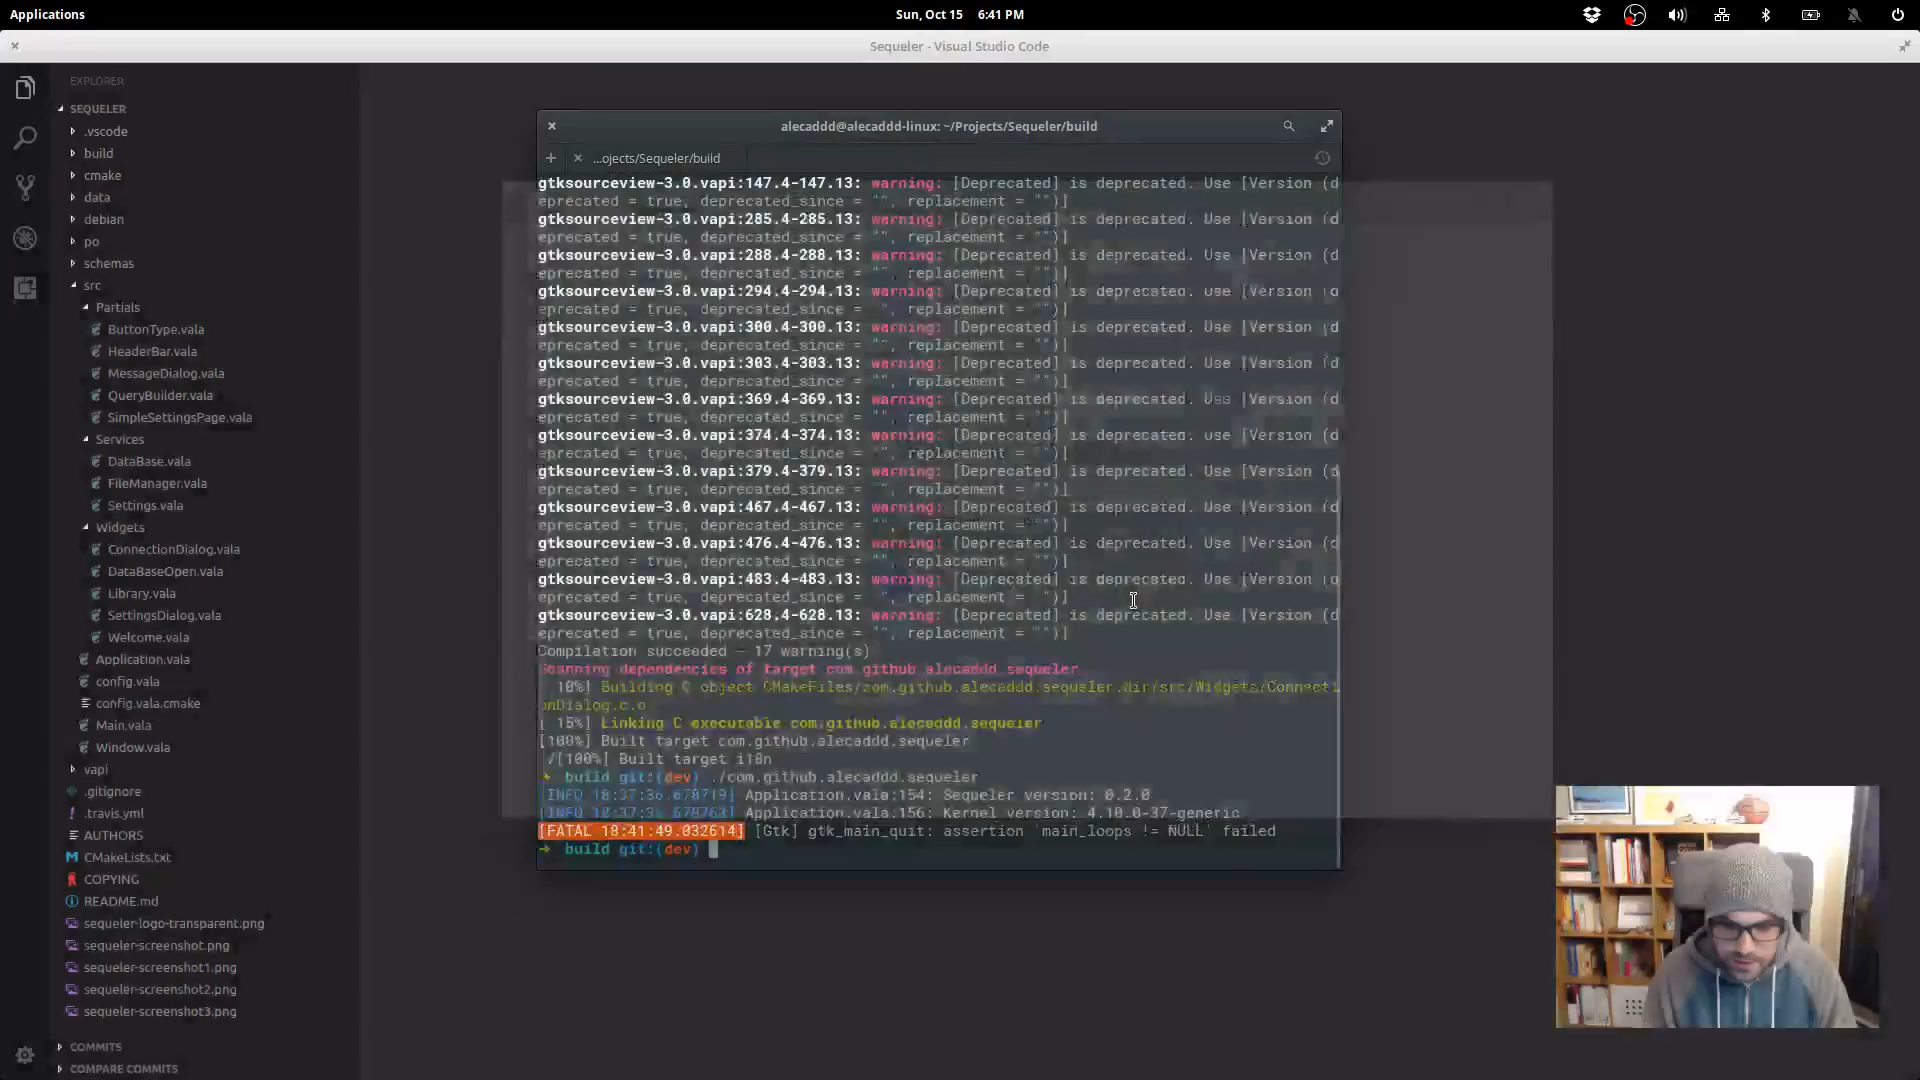 Applications
Sun, Oct 15 6:41 PM
Sequeler - Visual Studio Code
EXPLORER
SEQUELER
.vscode
build
cmake
data
debian
po
schemas
src
Partials
ButtonType.vala
HeaderBar.vala
MessageDialog.vala
QueryBuilder.vala
SimpleSettingsPage.vala
Services
DataBase.vala
FileManager.vala
Settings.vala
Widgets
ConnectionDialog.vala
DataBaseOpen.vala
Library.vala
SettingsDialog.vala
Welcome.vala
Application.vala
config.vala
config.vala.cmake
Main.vala
Window.vala
vapi
.gitignore
.travis.yml
AUTHORS
CMakeLists.txt
COPYING
README.md
sequeler-logo-transparent.png
sequeler-screenshot.png
sequeler-screenshot1.png
sequeler-screenshot2.png
sequeler-screenshot3.png
COMMITS
COMPARE COMMITS
alecaddd@alecaddd-linux: ~/Projects/Sequeler/build
...ojects/Sequeler/build
gtksourceview-3.0.vapi:147.4-147.13: warning: [Deprecated] is deprecated. Use [Version (d
eprecated = true, deprecated_since = "", replacement = "")]
gtksourceview-3.0.vapi:285.4-285.13: warning: [Deprecated] is deprecated. Use [Version (d
eprecated = true, deprecated_since = "", replacement = "")]
gtksourceview-3.0.vapi:288.4-288.13: warning: [Deprecated] is deprecated. Use [Version (d
eprecated = true, deprecated_since = "", replacement = "")]
gtksourceview-3.0.vapi:294.4-294.13: warning: [Deprecated] is deprecated. Use [Version (d
eprecated = true, deprecated_since = "", replacement = "")]
gtksourceview-3.0.vapi:300.4-300.13: warning: [Deprecated] is deprecated. Use [Version (d
eprecated = true, deprecated_since = "", replacement = "")]
gtksourceview-3.0.vapi:303.4-303.13: warning: [Deprecated] is deprecated. Use [Version (d
eprecated = true, deprecated_since = "", replacement = "")]
gtksourceview-3.0.vapi:369.4-369.13: warning: [Deprecated] is deprecated. Use [Version (d
eprecated = true, deprecated_since = "", replacement = "")]
gtksourceview-3.0.vapi:374.4-374.13: warning: [Deprecated] is deprecated. Use [Version (d
eprecated = true, deprecated_since = "", replacement = "")]
gtksourceview-3.0.vapi:379.4-379.13: warning: [Deprecated] is deprecated. Use [Version (d
eprecated = true, deprecated_since = "", replacement = "")]
gtksourceview-3.0.vapi:467.4-467.13: warning: [Deprecated] is deprecated. Use [Version (d
eprecated = true, deprecated_since = "", replacement = "")]
gtksourceview-3.0.vapi:476.4-476.13: warning: [Deprecated] is deprecated. Use [Version (d
eprecated = true, deprecated_since = "", replacement = "")]
gtksourceview-3.0.vapi:483.4-483.13: warning: [Deprecated] is deprecated. Use [Version (d
eprecated = true, deprecated_since = "", replacement = "")]
gtksourceview-3.0.vapi:628.4-628.13: warning: [Deprecated] is deprecated. Use [Version (d
eprecated = true, deprecated_since = "", replacement = "")]
Compilation succeeded - 17 warning(s)
Scanning dependencies of target com.github.alecaddd.sequeler
[ 10%] Building C object CMakeFiles/com.github.alecaddd.sequeler.dir/src/Widgets/Connecti
onDialog.c.o
[ 15%] Linking C executable com.github.alecaddd.sequeler
[100%] Built target com.github.alecaddd.sequeler
/[100%] Built target i18n
➜ build git:(dev) ./com.github.alecaddd.sequeler
[INFO 18:37:36.678719] Application.vala:154: Sequeler version: 0.2.0
[INFO 18:37:36.678763] Application.vala:156: Kernel version: 4.10.0-37-generic
[FATAL 18:41:49.032614] [Gtk] gtk_main_quit: assertion 'main_loops != NULL' failed
➜ build git:(dev)